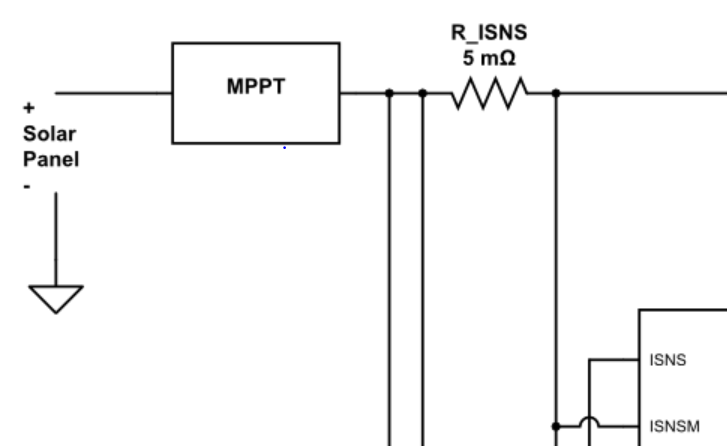 R_ISNS
5 mΩ
MPPT
+
Solar
Panel
-
ISNS
ISNSM